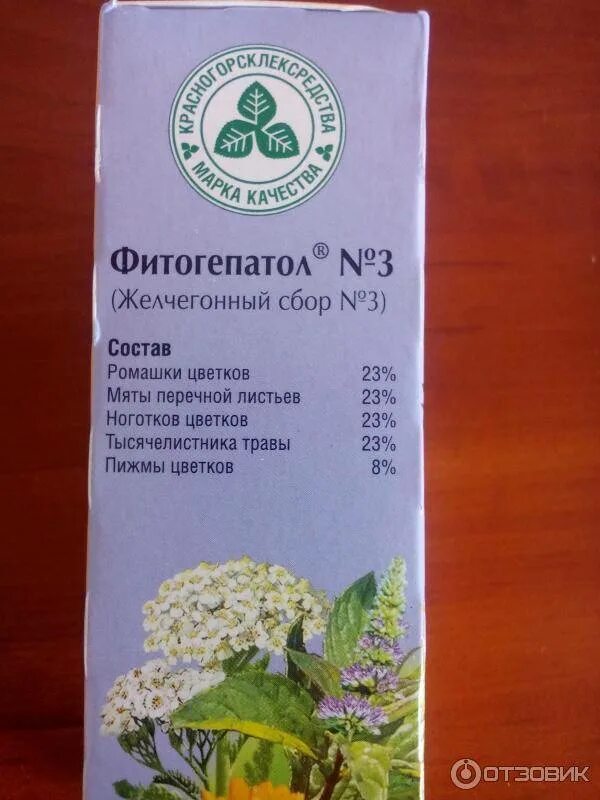 КРАСНОГОРСКЛЕКСРЕДСТВА
МАРКА КАЧЕСТВА
Фитогепатол® №3
(Желчегонный сбор №3)
Состав
Ромашки цветков 23%
Мяты перечной листьев 23%
Ноготков цветков 23%
Тысячелистника травы 23%
Пижмы цветков 8%
ОТЗОВИК